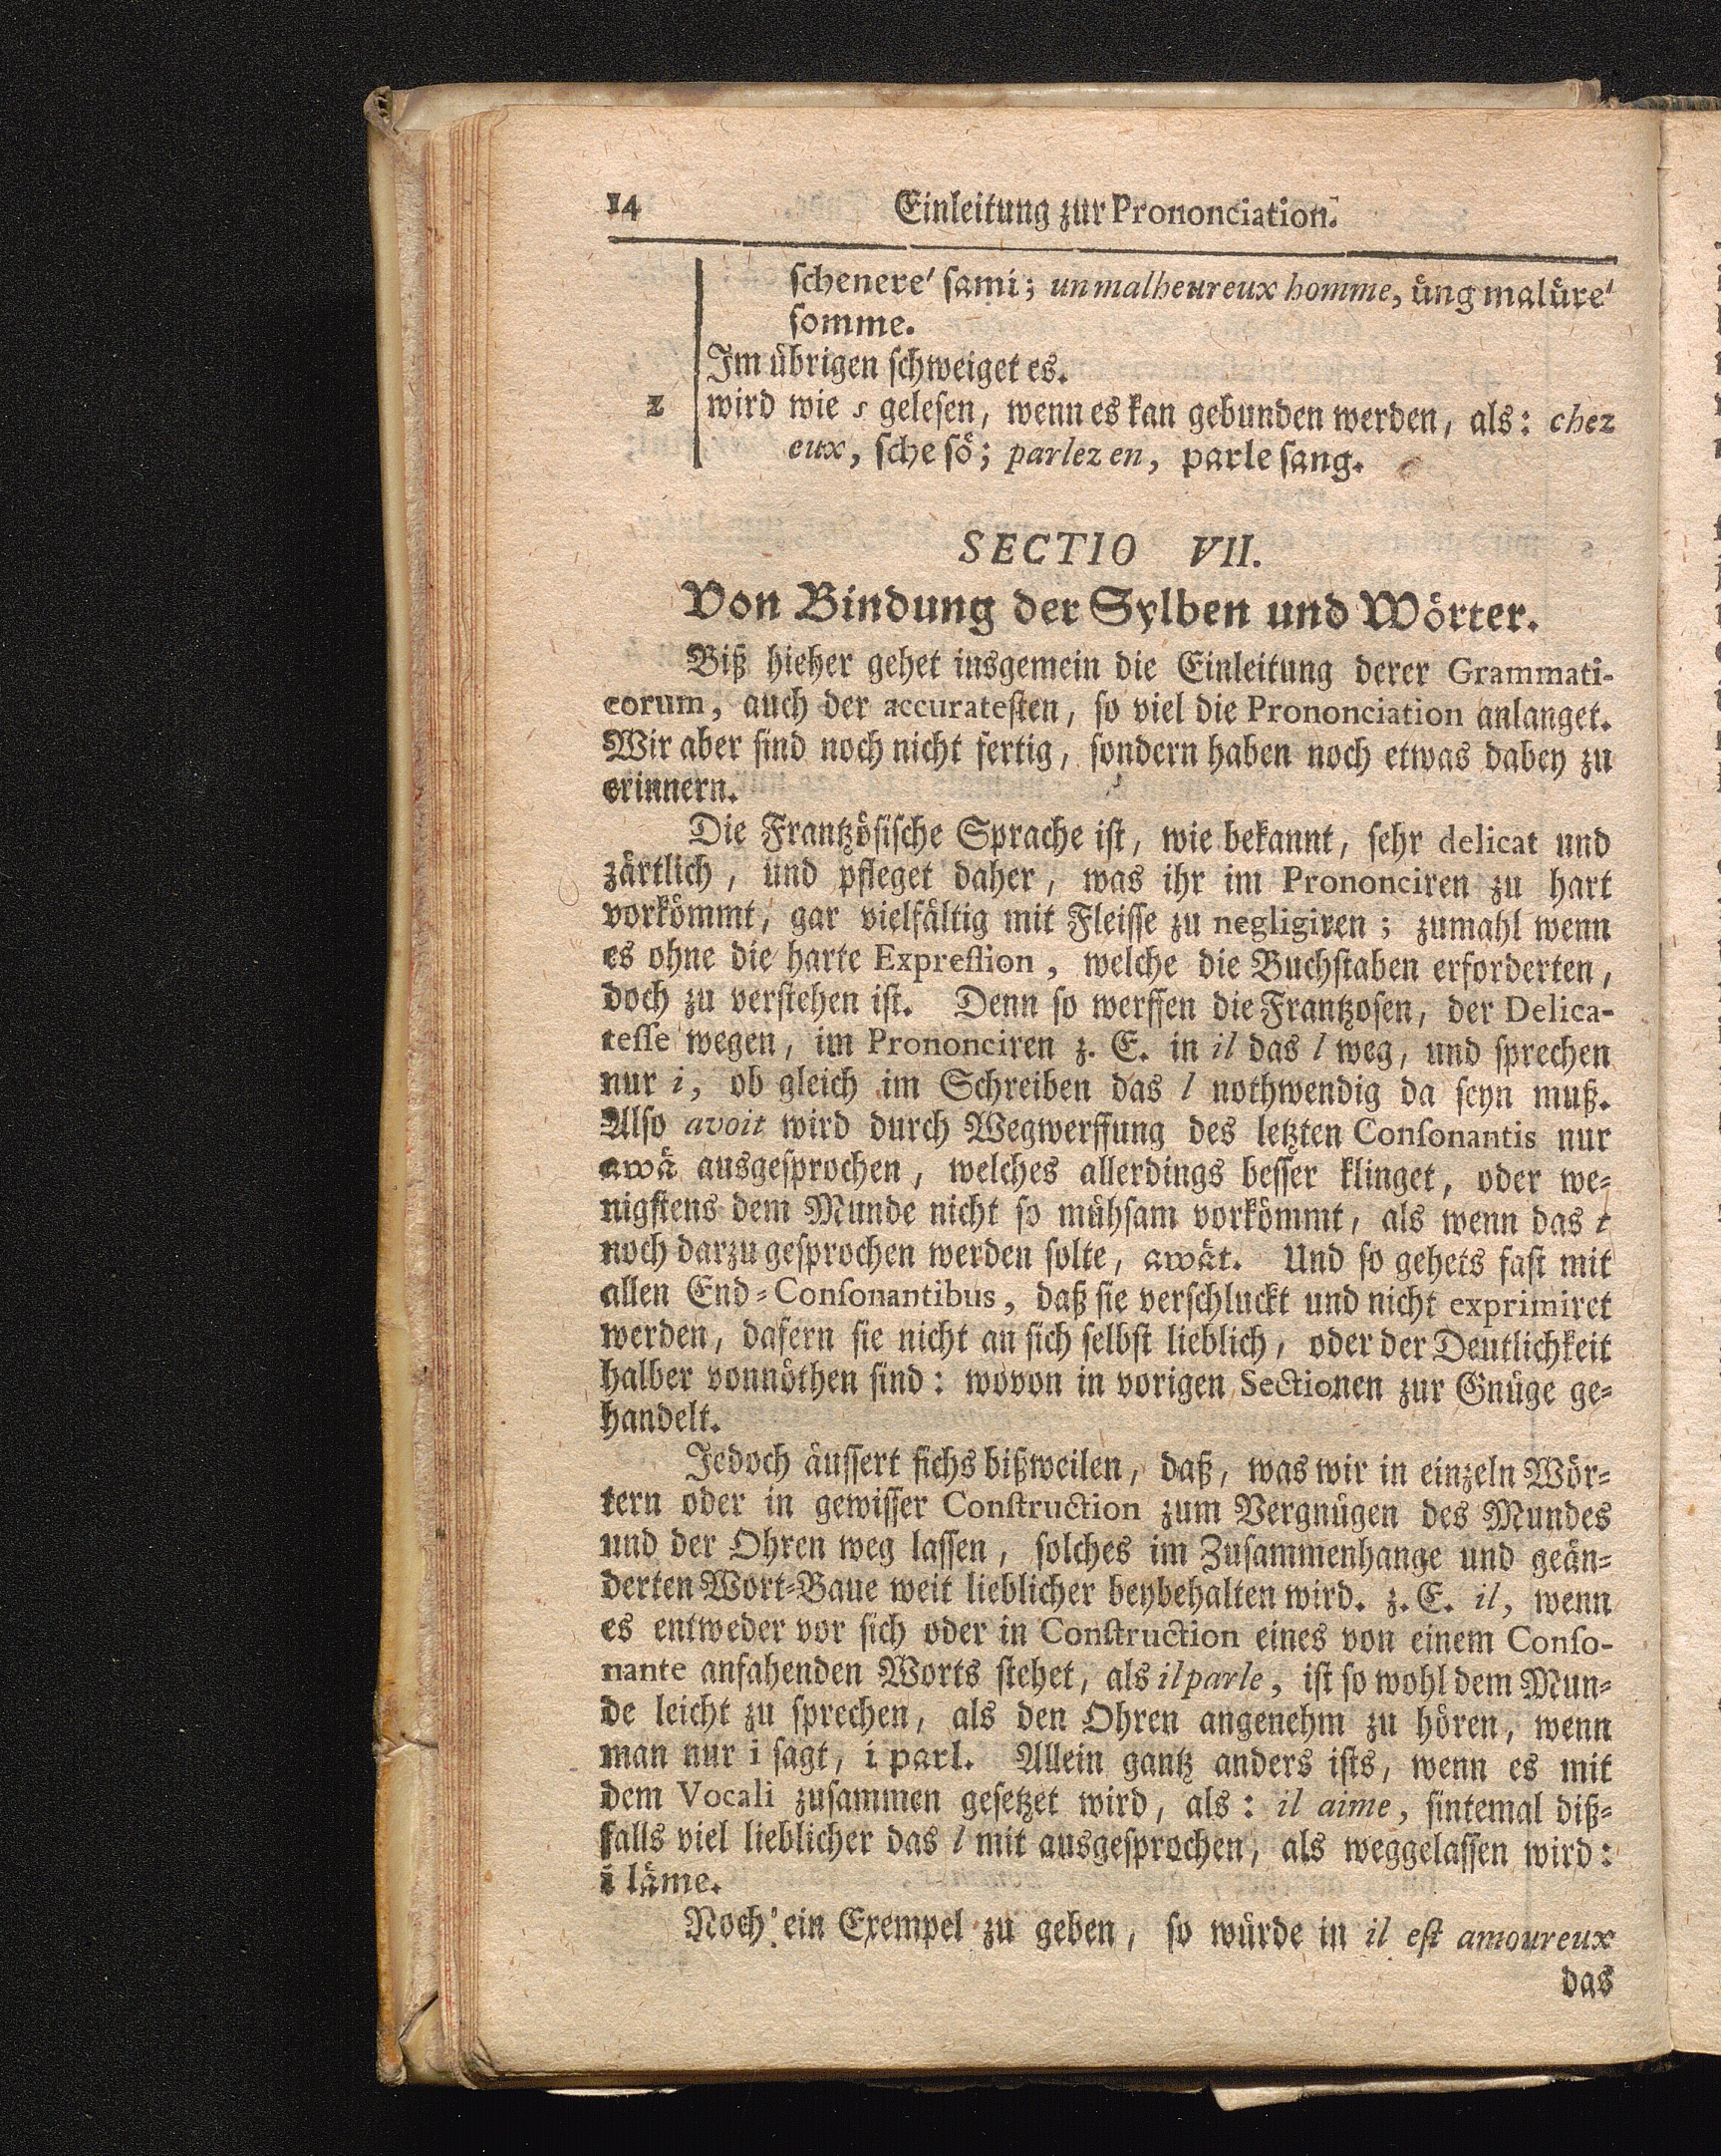 14 Einleitung zur Prononciation.
schenere' sami; un malheureux homme, üng malüre'
somme.
Im übrigen schweiget es.
z wird wie s gelesen, wenn es kan gebunden werden, als: chez
eux, sche sö; parlez en, parle sang.
SECTIO VII.
Von Bindung der Sylben und Wörter.
Biß hieher gehet insgemein die Einleitung derer Grammati-
corum, auch der accuratesten, so viel die Prononciation anlanget.
Wir aber sind noch nicht fertig, sondern haben noch etwas dabey zu
erinnern.
Die Frantzösische Sprache ist, wie bekannt, sehr delicat und
zärtlich, und pfleget daher, was ihr im Prononciren zu hart
vorkömmt, gar vielfältig mit Fleisse zu negligiren; zumahl wenn
es ohne die harte Expression, welche die Buchstaben erforderten,
doch zu verstehen ist. Denn so werffen die Frantzosen, der Delica-
tesse wegen, im Prononciren z. E. in il das l weg, und sprechen
nur i, ob gleich im Schreiben das l nothwendig da seyn muß.
Also avoit wird durch Wegwerffung des letzten Consonantis nur
awä ausgesprochen, welches allerdings besser klinget, oder we-
nigstens dem Munde nicht so mühsam vorkömmt, als wenn das t
noch darzu gesprochen werden solte, awät. Und so gehets fast mit
allen End-Consonantibus, daß sie verschluckt und nicht exprimiret
werden, dafern sie nicht an sich selbst lieblich, oder der Deutlichkeit
halber vonnöthen sind: wovon in vorigen Sectionen zur Gnüge ge-
handelt.
Jedoch äussert sichs bißweilen, daß, was wir in einzeln Wör-
tern oder in gewisser Construction zum Vergnügen des Mundes
und der Ohren weg lassen, solches im Zusammenhange und geän-
derten Wort-Baue weit lieblicher beybehalten wird. z. E. il, wenn
es entweder vor sich oder in Construction eines von einem Conso-
nante anfahenden Worts stehet, als il parle, ist so wohl dem Mun-
de leicht zu sprechen, als den Ohren angenehm zu hören, wenn
man nur i sagt, i parl. Allein gantz anders ists, wenn es mit
dem Vocali zusammen gesetzet wird, als: il aime, sintemal diß-
falls viel lieblicher das l mit ausgesprochen, als weggelassen wird:
i läme.
Noch ein Exempel zu geben, so würde in il est amoureux
das